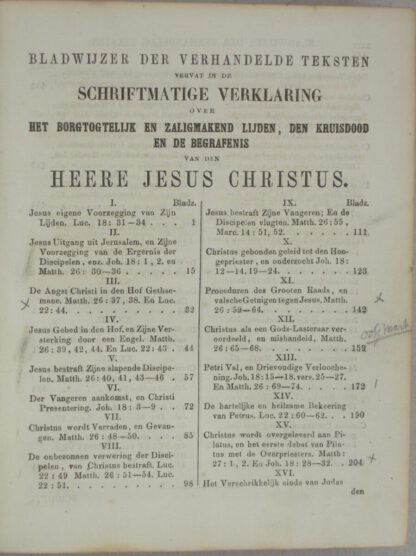 BLADWIJZER DER VERHANDELDE TEKSTEN
VERVAT IN DE
SCHRIFTMATIGE VERKLARING
OVER
HET BORGTOGTELIJK EN ZALIGMAKEND LIJDEN, DEN KRUISDOOD
EN DE BEGRAFENIS
VAN DEN
HEERE JESUS CHRISTUS.
I. Bladz.
Jesus eigene Voorzegging van Zijn
Lijden. Luc. 18: 31—34 . . . 1
II.
Jesus Uitgang uit Jerusalem, en Zijne
Voorzegging van de Ergernis der
Discipelen, enz. Joh. 18: 1, 2, en
Matth. 26: 30—36 . . . . . 15
III.
De Angst Christi in den Hof Gethse-
mane. Matth. 26: 37, 38. En Luc.
22: 44. . . . . . . . . 32
IV.
Jesus Gebed in den Hof, en Zijne Ver-
sterking door een Engel. Matth.
26: 39, 42, 44. En Luc. 22: 43 . 44
V.
Jesus bestraft Zijne slapende Discipe-
len. Matth. 26: 40, 41, 43—46 . 57
VI.
Der Vangeren aankomst, en Christi
Presentering. Joh. 18: 3—9 . . 72
VII.
Christus wordt Verraden, en Gevan-
gen. Matth. 26: 48—50. . . . 85
VIII.
De onbezonnen verwering der Disci-
pelen, van Christus bestraft. Luc.
22: 49 Matth. 26: 51—54. Luc.
22: 51. . . . . . . . . 98
IX. Bladz.
Jesus bestraft Zijne Vangeren; En de
Discipelen vlugten. Matth. 26: 55,
Marc. 14: 51, 52. . . . . . 111
X.
Christus gebonden geleid tot den Hoo-
gepriester, en onderzocht Joh. 18:
12—14. 19—24. . . . . . . 123
XI.
Proceduren des Grooten Raads, en
valsche Getuigen tegen Jesus, Matth.
26: 59—64. . . . . . . . 142
XII.
Christus als een Gods-Lasteraar ver-
oordeeld, en mishandeld, Matth.
26: 65—68. . . . . . . . 159
XIII.
Petri Val, en Drievoudige Verlooche-
ning. Joh. 18: 15—18. vers. 25—27.
En Matth. 26: 69—74. . . . . 172
XIV.
De hartelijke en heilzame Bekeering
van Petrus. Luc. 22: 60—62. . . 190
XV.
Christus wordt overgeleverd aan Pi-
latus, en het eerste debat van Pila-
tus met de Overpriesters. Matth:
27: 1, 2. En Joh. 18: 28—32. . 204
XVI.
Het Verschrikkelijk einde van Judas
den